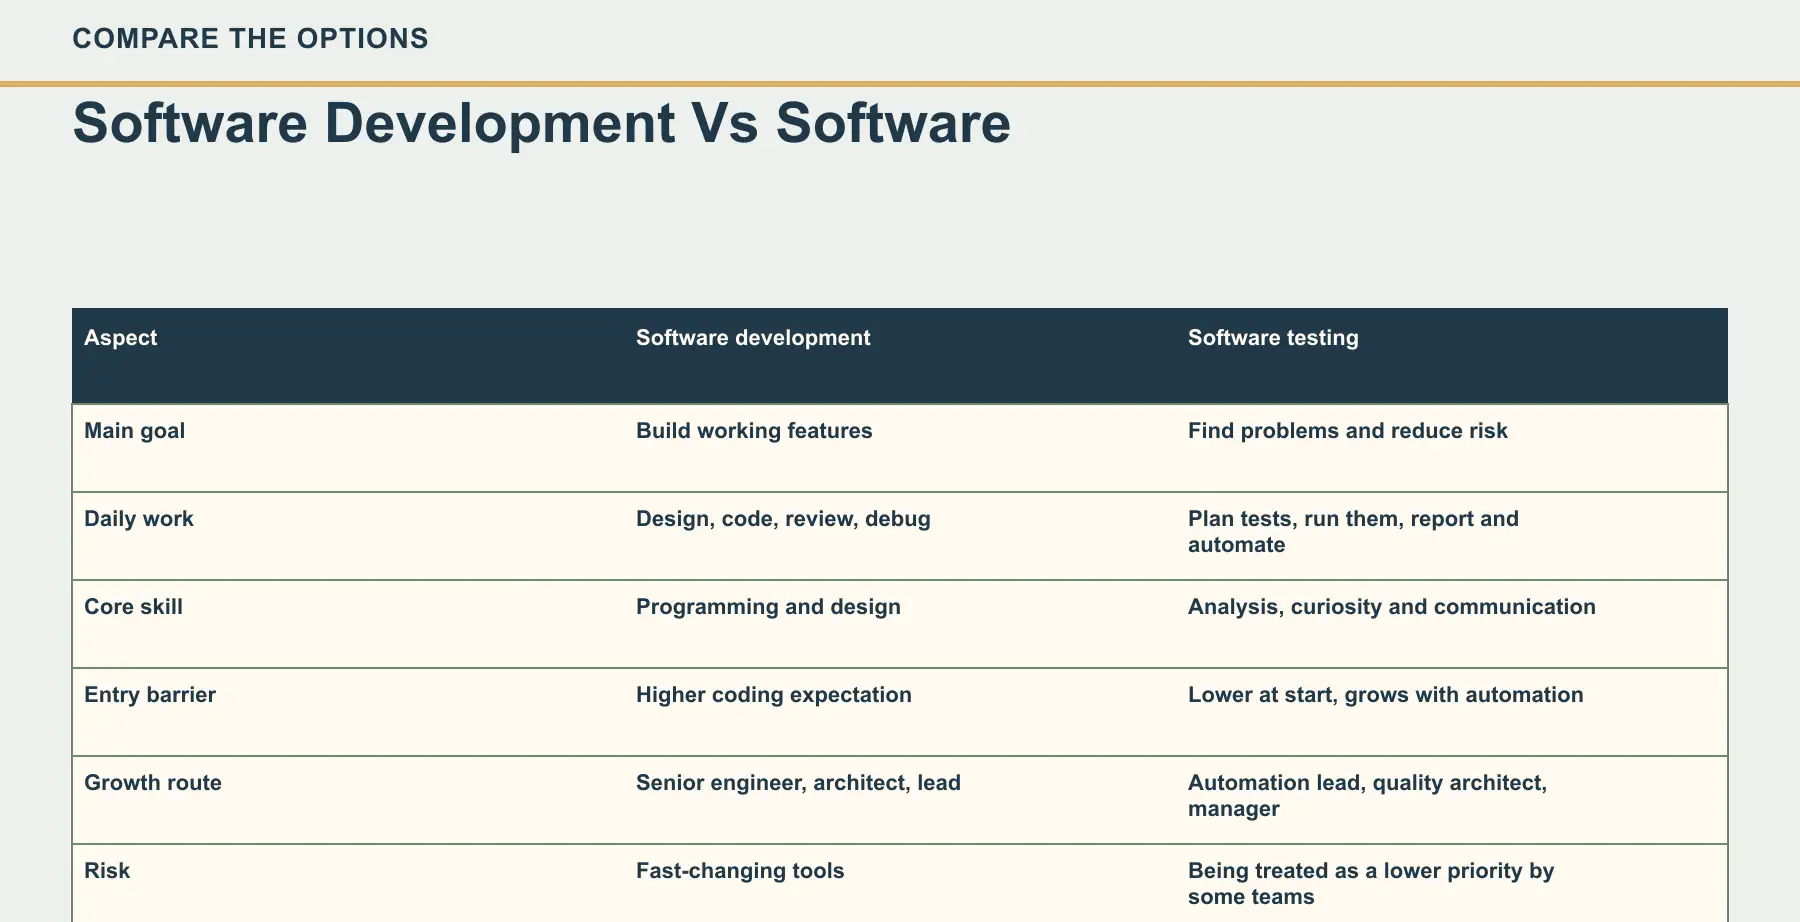 COMPARE THE OPTIONS
Software Development Vs Software
Aspect Software development Software testing
Main goal Build working features Find problems and reduce risk
Daily work Design, code, review, debug Plan tests, run them, report and
automate
Core skill Programming and design Analysis, curiosity and communication
Entry barrier Higher coding expectation Lower at start, grows with automation
Growth route Senior engineer, architect, lead Automation lead, quality architect,
manager
Risk Fast-changing tools Being treated as a lower priority by
some teams